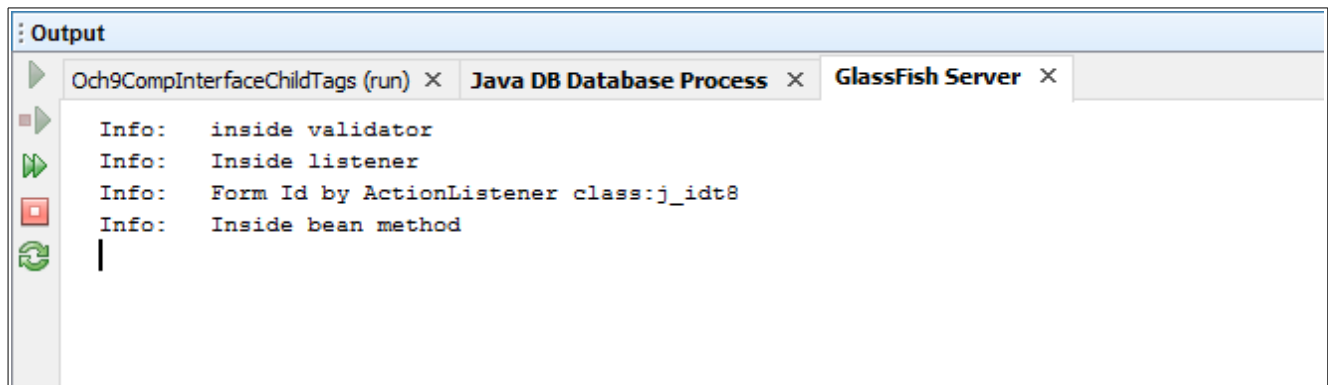 Output
Och9CompInterfaceChildTags (run) × Java DB Database Process × GlassFish Server ×
Info: inside validator
Info: Inside listener
Info: Form Id by ActionListener class:j_idt8
Info: Inside bean method